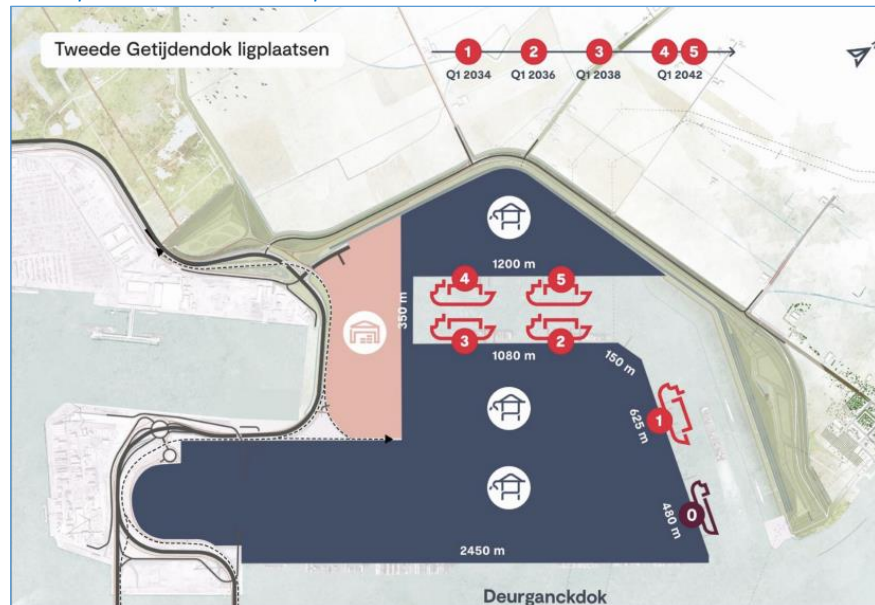 Tweede Getijdendok ligplaatsen
1 2 3 4 5
Q1 2034 Q1 2036 Q1 2038 Q1 2042
1200 m
4 5
350 m
3 2
1080 m
150 m
1
625 m
0
480 m
2450 m
Deurganckdok